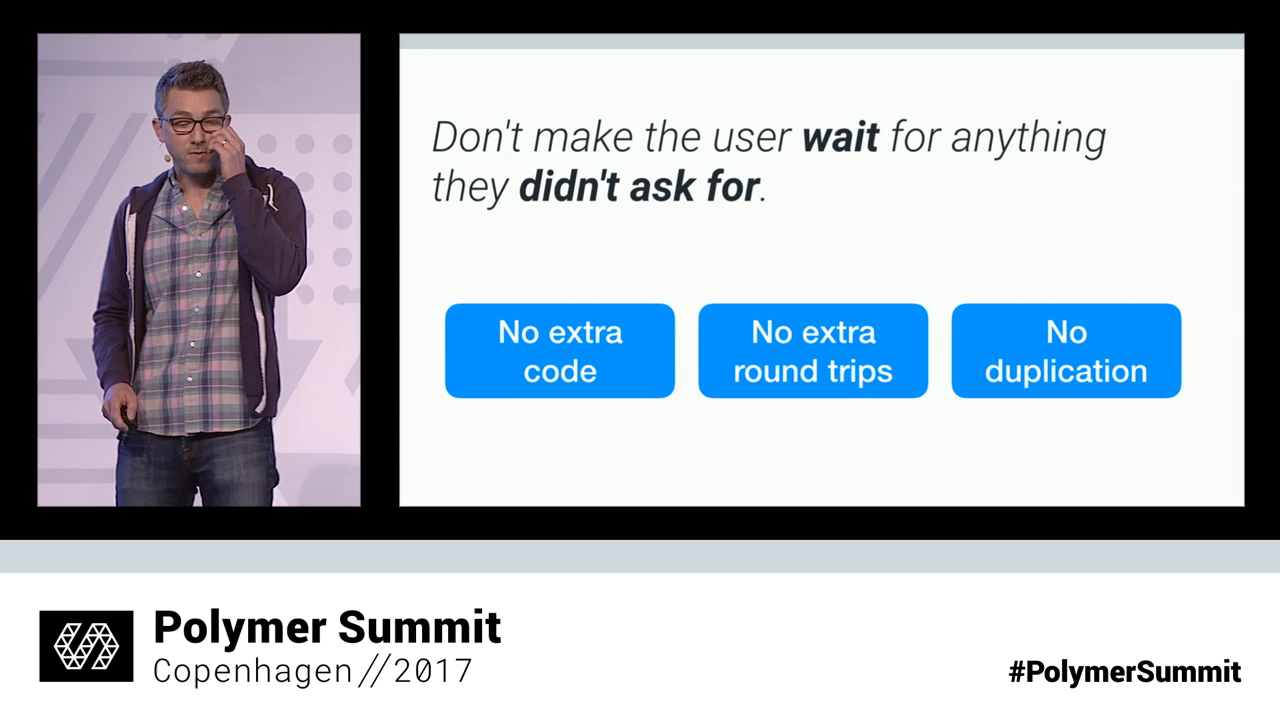 Don't make the user wait for anything
they didn't ask for.
No extra
code
No extra
round trips
No
duplication
Polymer Summit
Copenhagen//2017
#PolymerSummit